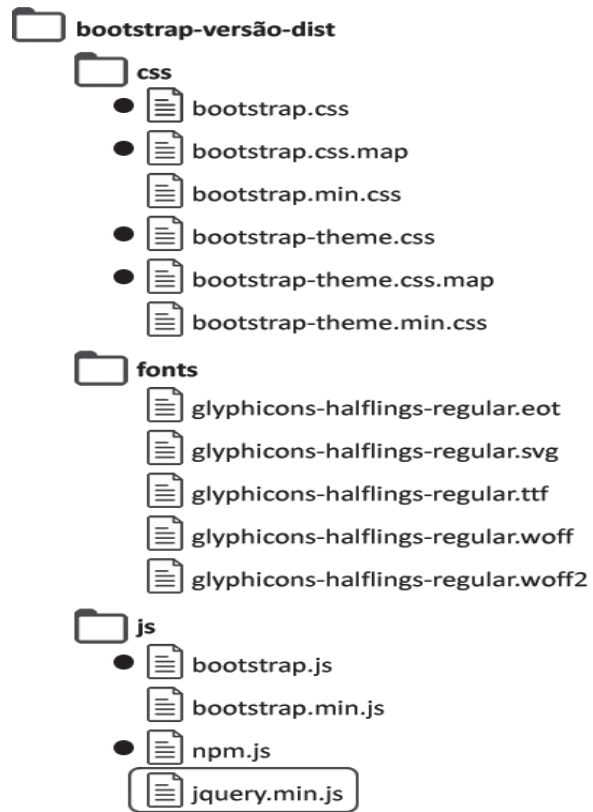 bootstrap-versão-dist
css
bootstrap.css
bootstrap.css.map
bootstrap.min.css
bootstrap-theme.css
bootstrap-theme.css.map
bootstrap-theme.min.css
fonts
glyphicons-halflings-regular.eot
glyphicons-halflings-regular.svg
glyphicons-halflings-regular.ttf
glyphicons-halflings-regular.woff
glyphicons-halflings-regular.woff2
js
bootstrap.js
bootstrap.min.js
npm.js
jquery.min.js